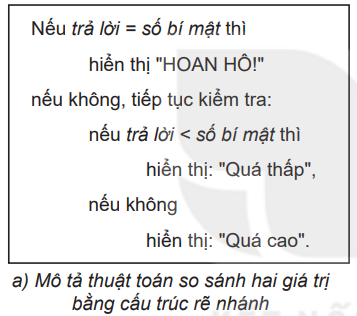 Nếu trả lời = số bí mật thì
hiển thị "HOAN HÔ!"
nếu không, tiếp tục kiểm tra:
nếu trả lời < số bí mật thì
hiển thị: "Quá thấp",
nếu không
hiển thị: "Quá cao".
a) Mô tả thuật toán so sánh hai giá trị
bằng cấu trúc rẽ nhánh